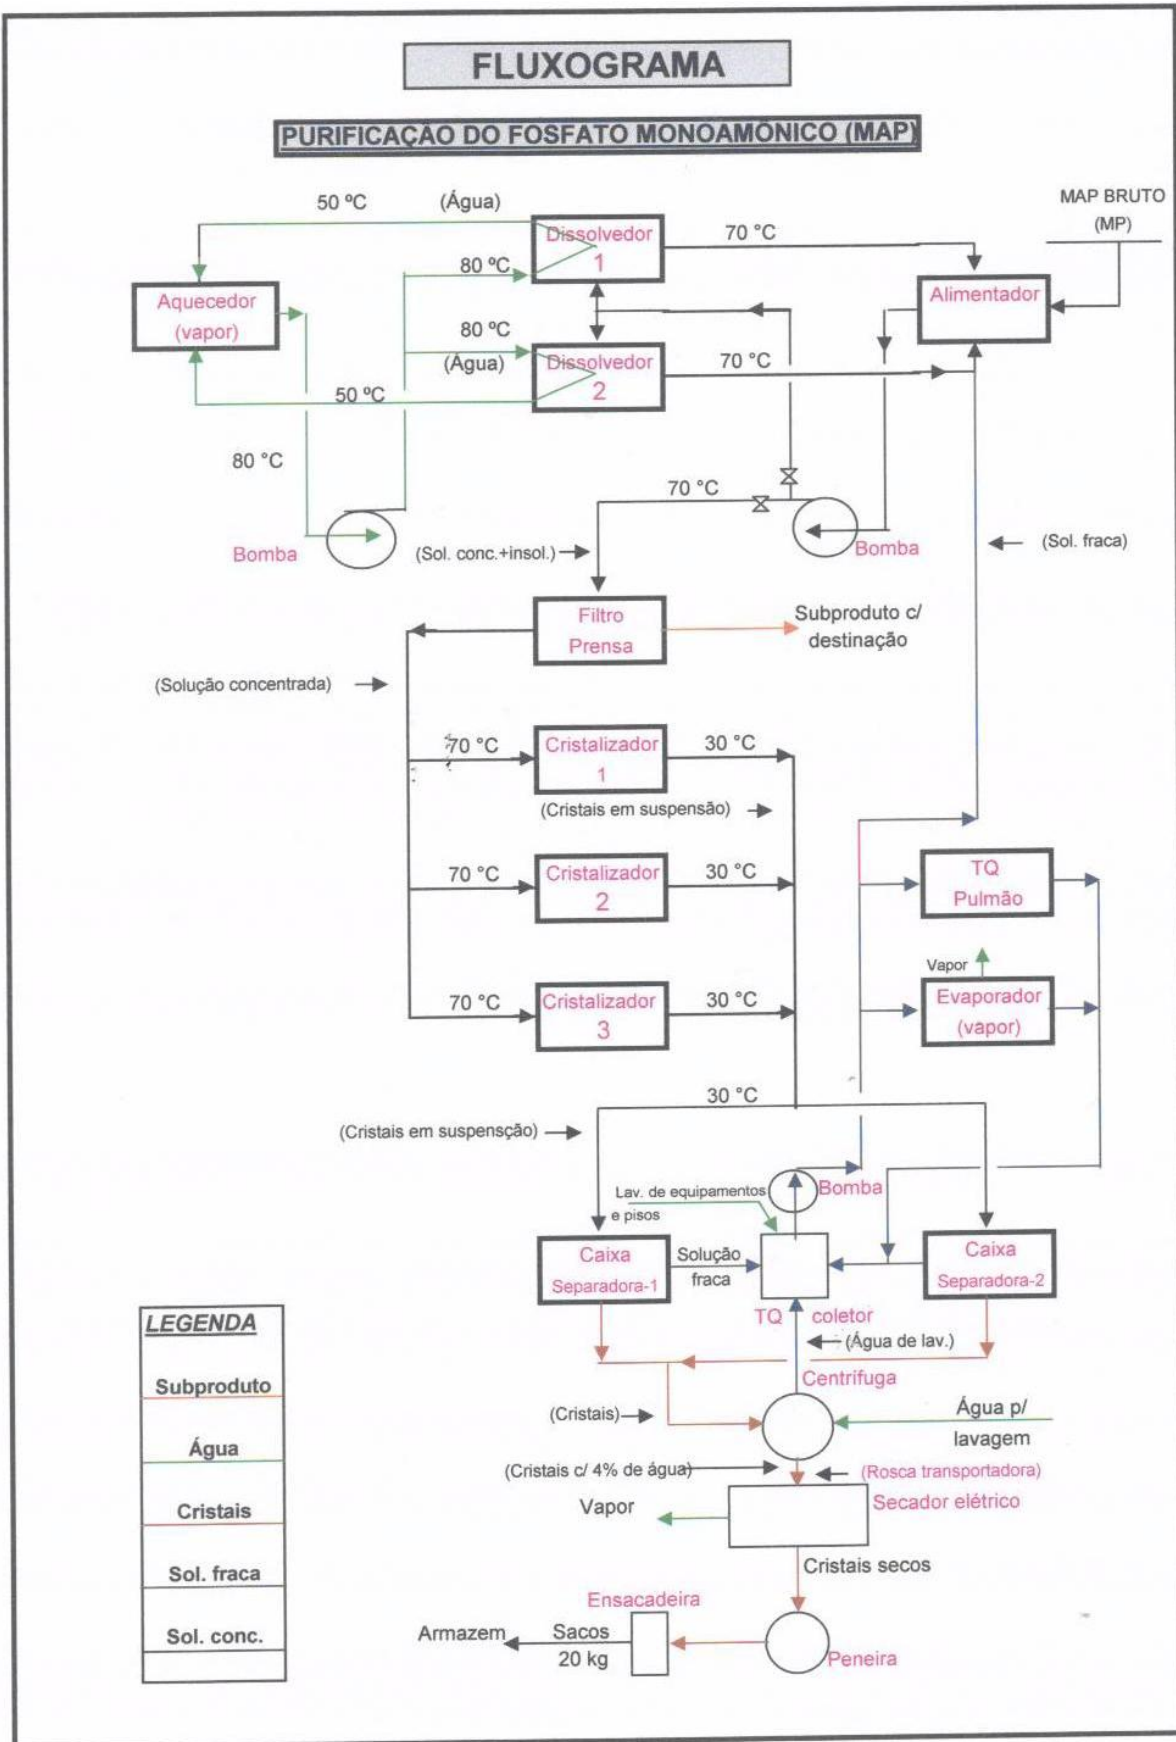 FLUXOGRAMA
PURIFICAÇÃO DO FOSFATO MONOAMÔNICO (MAP)
50 ºC
(Água)
MAP BRUTO
(MP)
Dissolvedor
1
70 °C
80 ºC
Aquecedor
(vapor)
Alimentador
80 ºC
(Água)
Dissolvedor
2
70 °C
50 ºC
80 °C
70 °C
Bomba
(Sol. conc.+insol.)
Bomba
(Sol. fraca)
Filtro
Prensa
Subproduto c/
destinação
(Solução concentrada)
70 °C
Cristalizador
1
30 °C
(Cristais em suspensão)
70 °C
Cristalizador
2
30 °C
TQ
Pulmão
Vapor
70 °C
Cristalizador
3
30 °C
Evaporador
(vapor)
30 °C
(Cristais em suspensção)
Bomba
Lav. de equipamentos
e pisos
Caixa
Separadora-1
Solução
fraca
Caixa
Separadora-2
TQ coletor
(Água de lav.)
Centrífuga
(Cristais)
Água p/
lavagem
(Cristais c/ 4% de água)
(Rosca transportadora)
Secador elétrico
Vapor
Cristais secos
Ensacadeira
Armazem
Sacos
20 kg
Peneira
LEGENDA
Subproduto
Água
Cristais
Sol. fraca
Sol. conc.